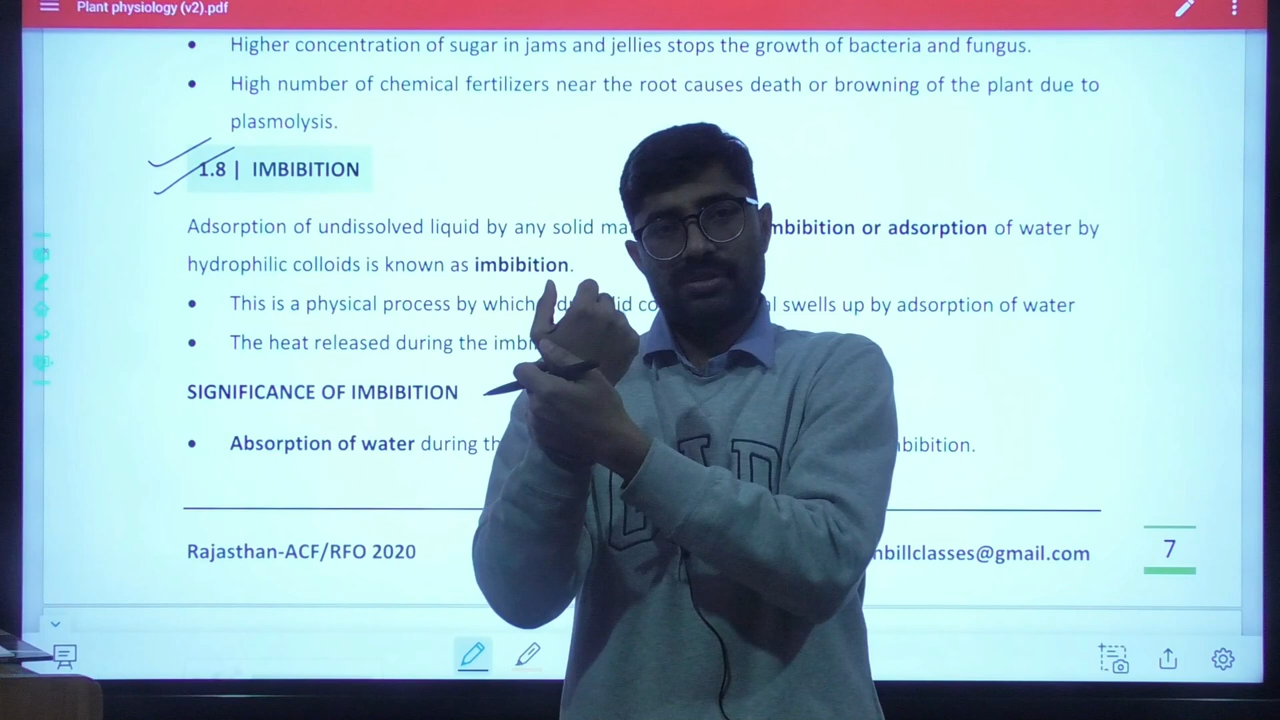 Plant physiology (v2).pdf
Higher concentration of sugar in jams and jellies stops the growth of bacteria and fungus.
High number of chemical fertilizers near the root causes death or browning of the plant due to
plasmolysis.
1.8 | IMBIBITION
Adsorption of undissolved liquid by any solid ma mbibition or adsorption of water by
hydrophilic colloids is known as imbibition.
This is a physical process by which swells up by adsorption of water
The heat released during the imbi
SIGNIFICANCE OF IMBIBITION
Absorption of water during th bibition.
Rajasthan-ACF/RFO 2020 nbillclasses@gmail.com 7